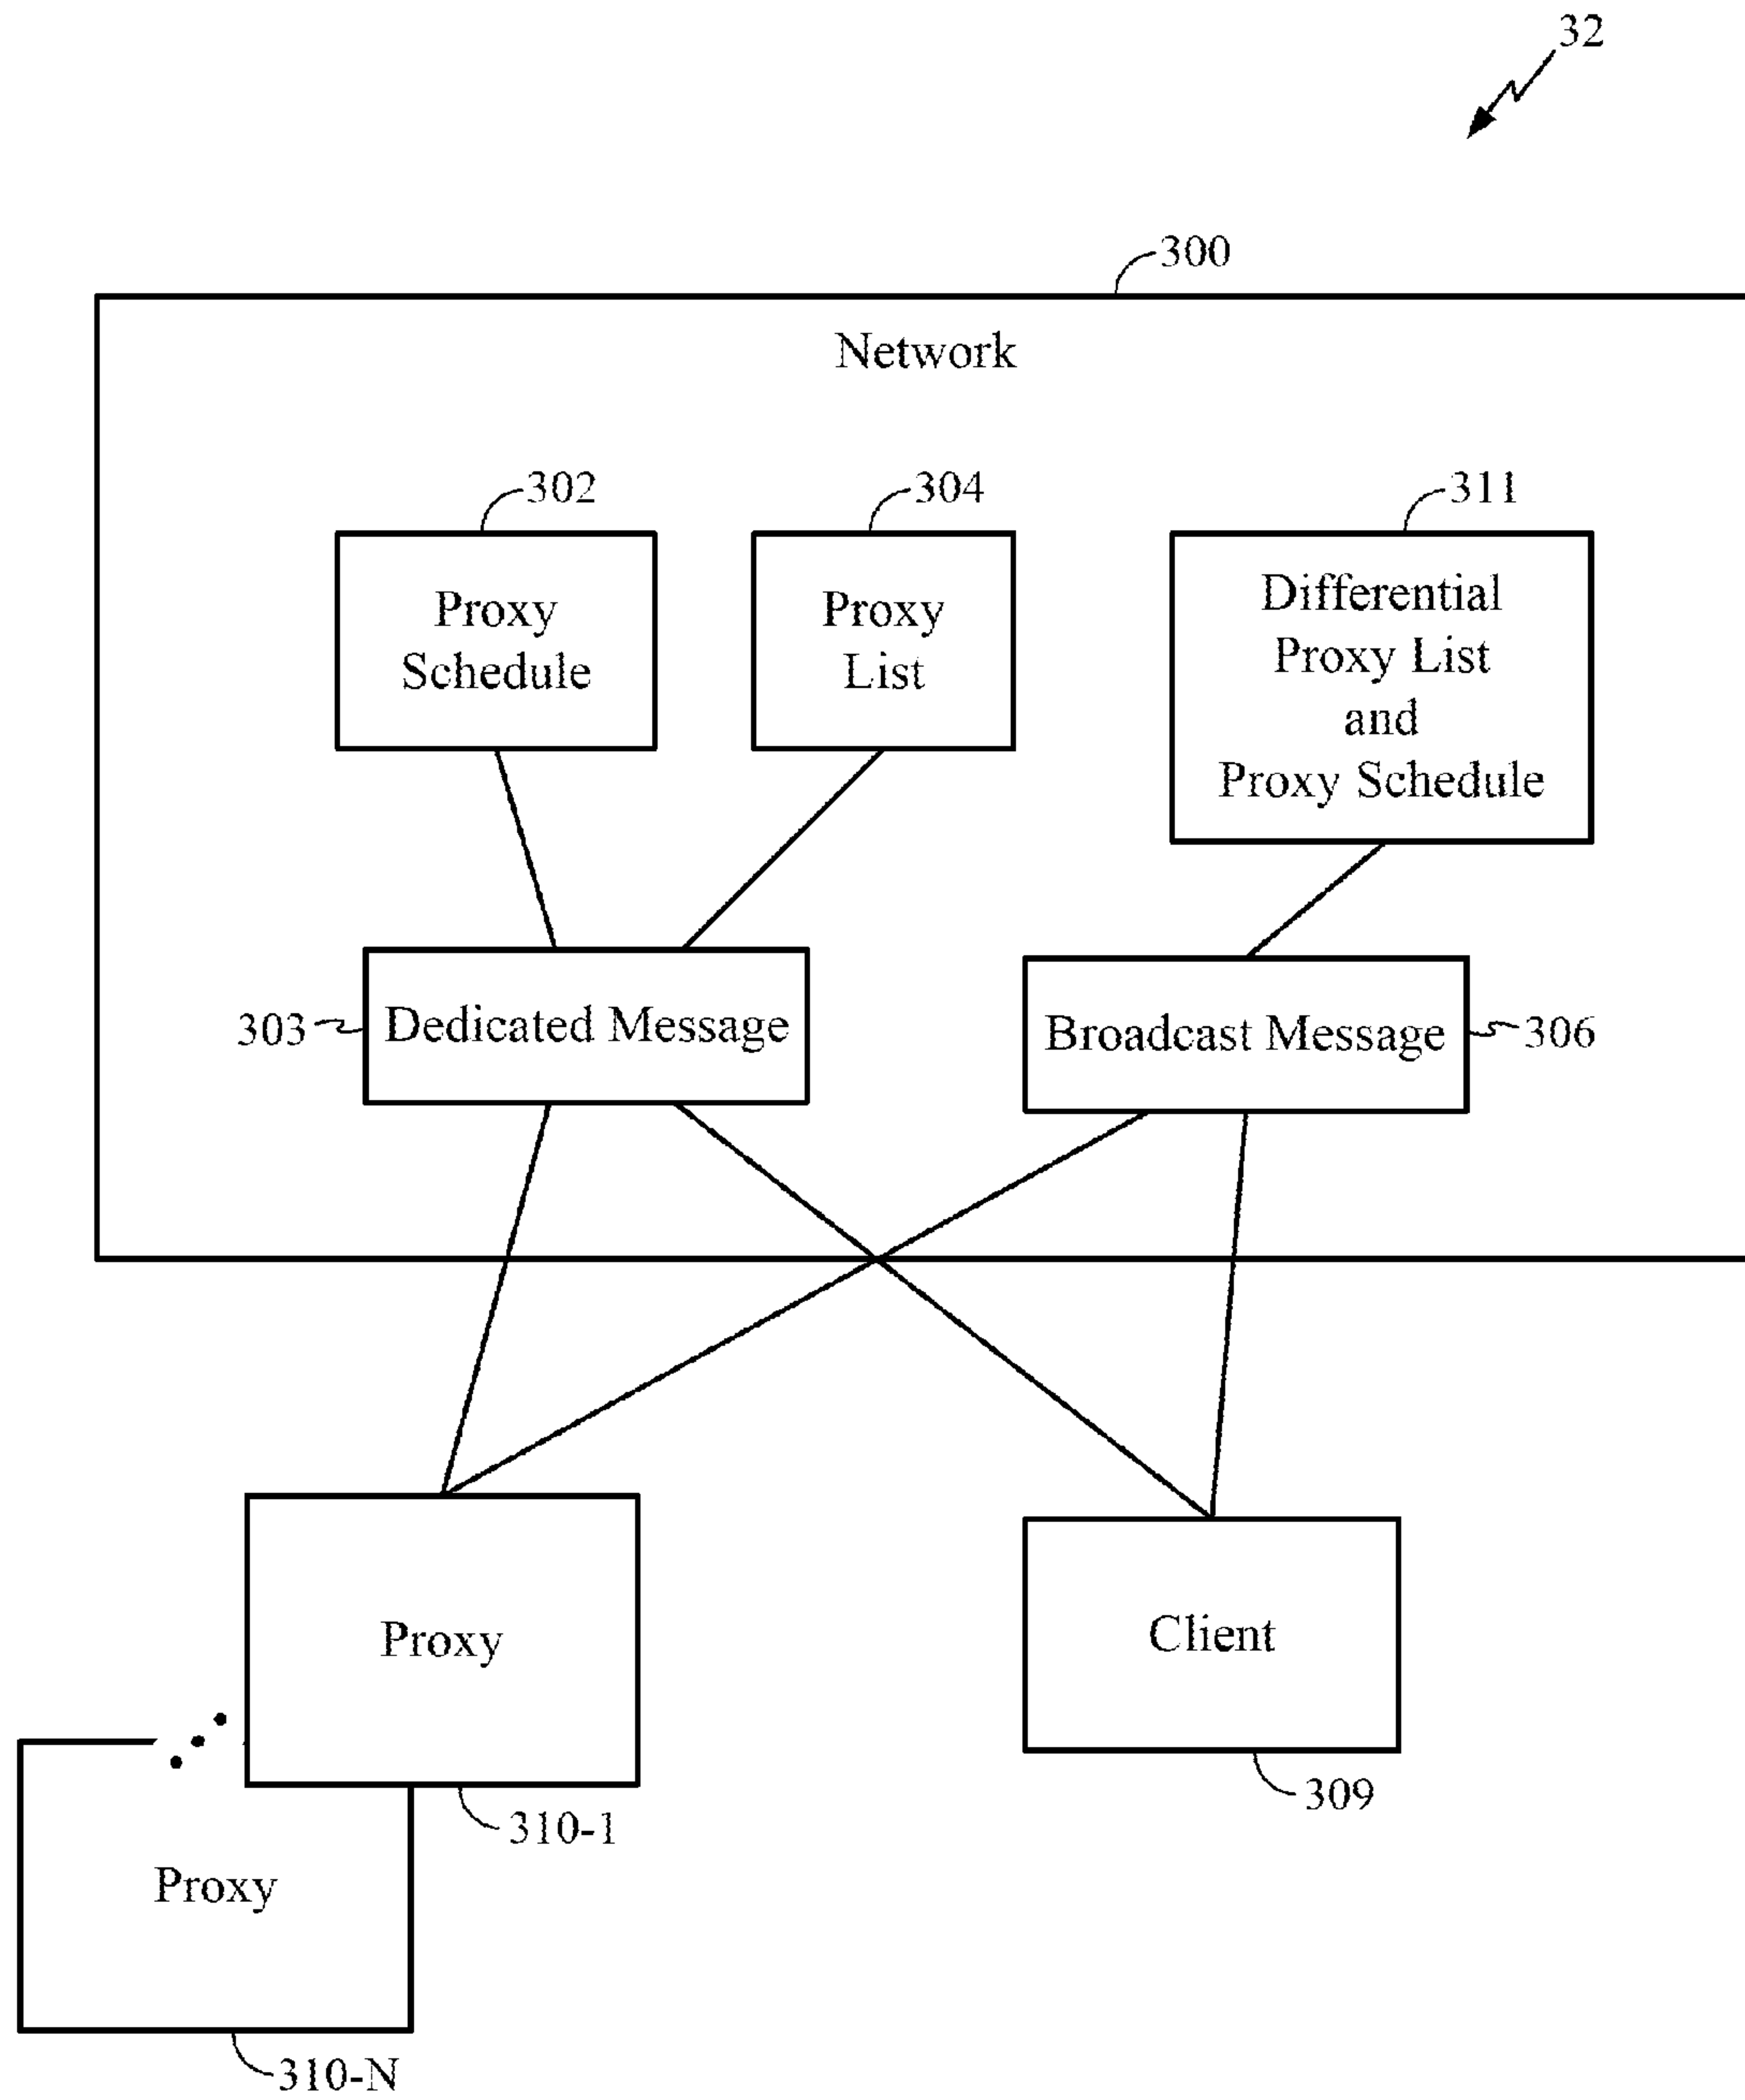 32
300
Network
302
304
311
Proxy
Schedule
Proxy
List
Differential
Proxy List
and
Proxy Schedule
303
Dedicated Message
Broadcast Message
306
Proxy
Client
309
310-1
Proxy
310-N